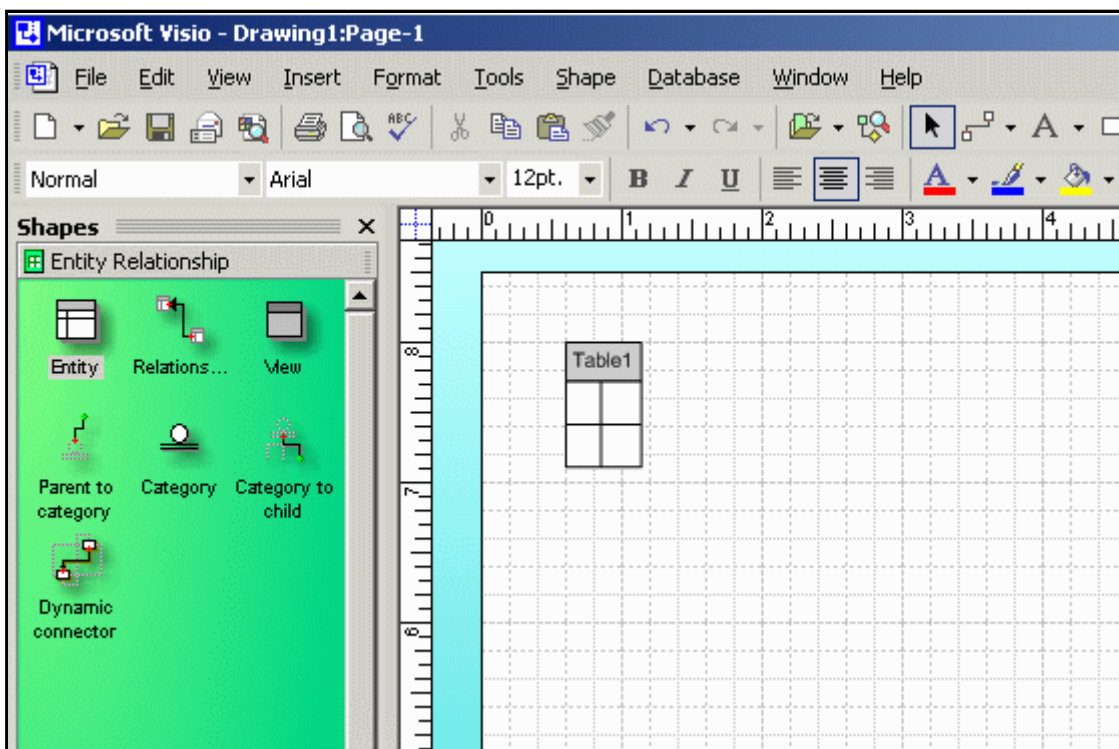 Microsoft Visio - Drawing1:Page-1
File Edit View Insert Format Tools Shape Database Window Help
ABC
A
Normal Arial 12pt. B I U A
Shapes
0 1 2 3 4
Entity Relationship
Entity Relations... View
8
Table1
Parent to category
Category
Category to child
7
Dynamic connector
6